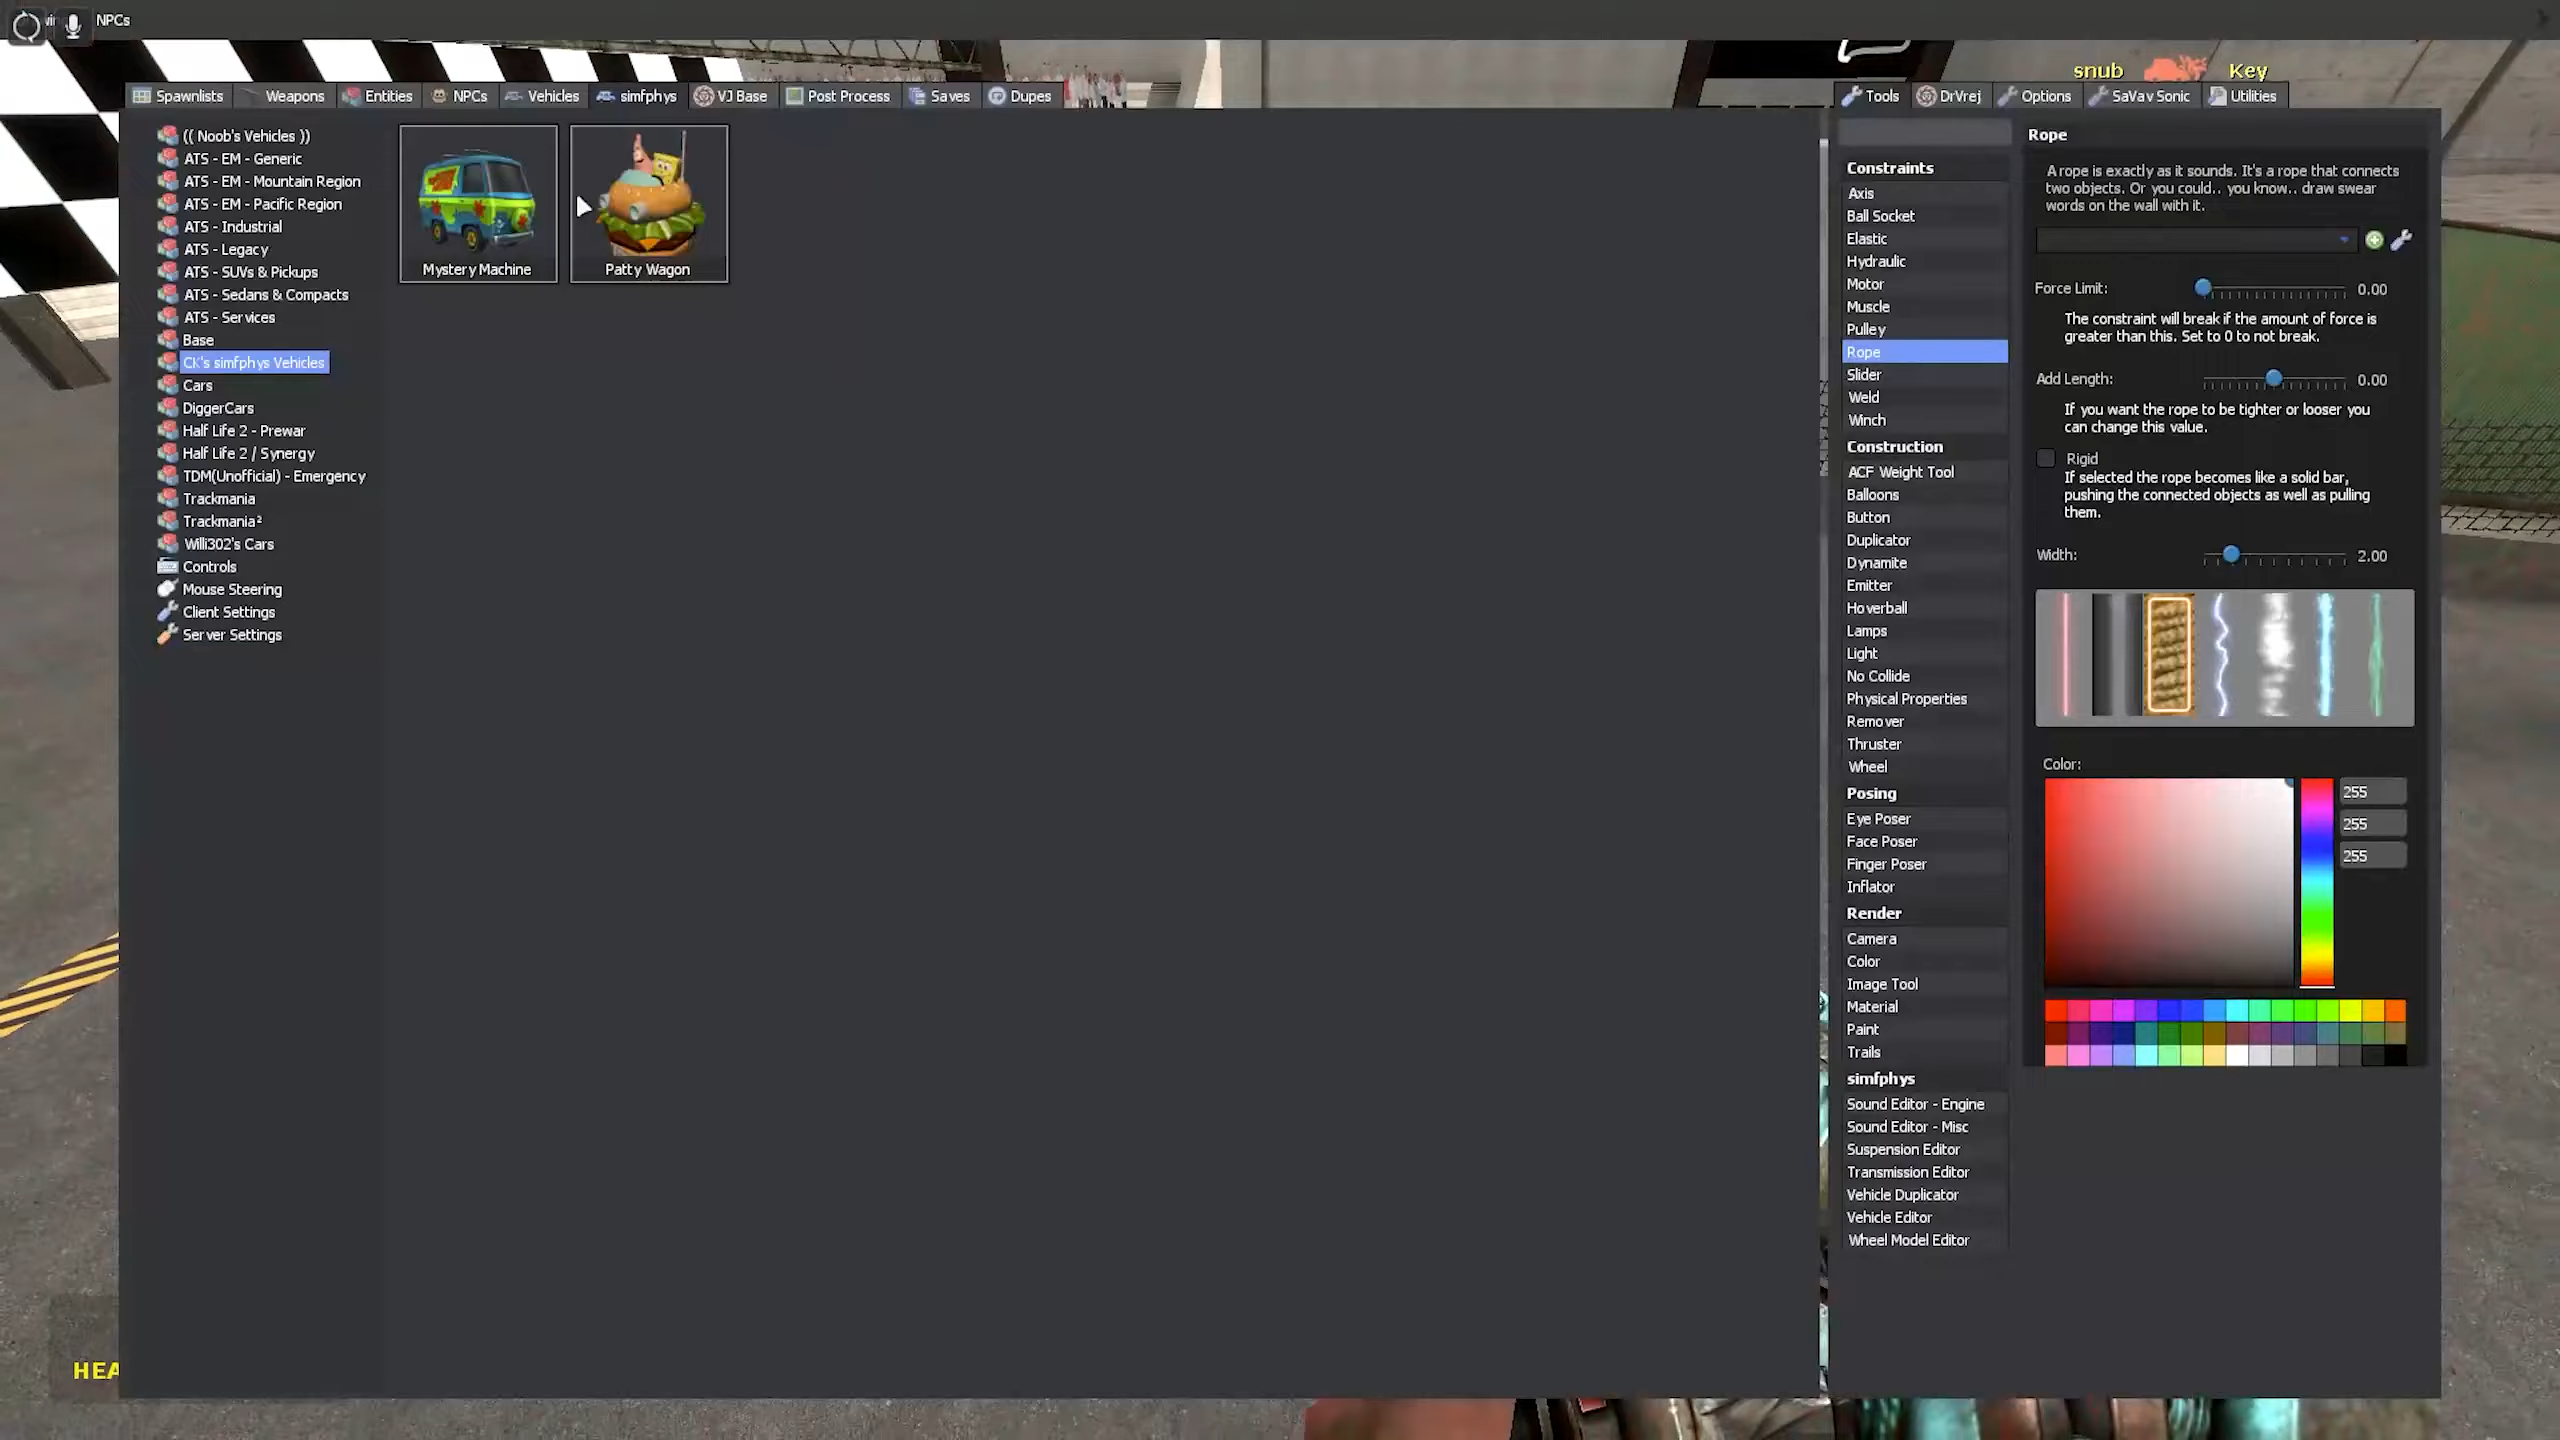 NPCs
snub Key
Spawnlists Weapons Entities NPCs Vehicles simfphys VJ Base Post Process Saves Dupes
Tools DrVrej Options SaVav Sonic Utilities
(( Noob's Vehicles ))
ATS - EM - Generic
ATS - EM - Mountain Region
ATS - EM - Pacific Region
ATS - Industrial
ATS - Legacy
ATS - SUVs & Pickups
ATS - Sedans & Compacts
ATS - Services
Base
CK's simfphys Vehicles
Cars
DiggerCars
Half Life 2 - Prewar
Half Life 2 / Synergy
TDM(Unofficial) - Emergency
Trackmania
Trackmania²
Willi302's Cars
Controls
Mouse Steering
Client Settings
Server Settings
Mystery Machine
Patty Wagon
Constraints
Axis
Ball Socket
Elastic
Hydraulic
Motor
Muscle
Pulley
Rope
Slider
Weld
Winch
Construction
ACF Weight Tool
Balloons
Button
Duplicator
Dynamite
Emitter
Hoverball
Lamps
Light
No Collide
Physical Properties
Remover
Thruster
Wheel
Posing
Eye Poser
Face Poser
Finger Poser
Inflator
Render
Camera
Color
Image Tool
Material
Paint
Trails
simfphys
Sound Editor - Engine
Sound Editor - Misc
Suspension Editor
Transmission Editor
Vehicle Duplicator
Vehicle Editor
Wheel Model Editor
Rope
A rope is exactly as it sounds. It's a rope that connects
two objects. Or you could.. you know.. draw swear
words on the wall with it.
Force Limit: 0.00
The constraint will break if the amount of force is
greater than this. Set to 0 to not break.
Add Length: 0.00
If you want the rope to be tighter or looser you
can change this value.
Rigid
If selected the rope becomes like a solid bar,
pushing the connected objects as well as pulling
them.
Width: 2.00
Color:
255
255
255
HEA